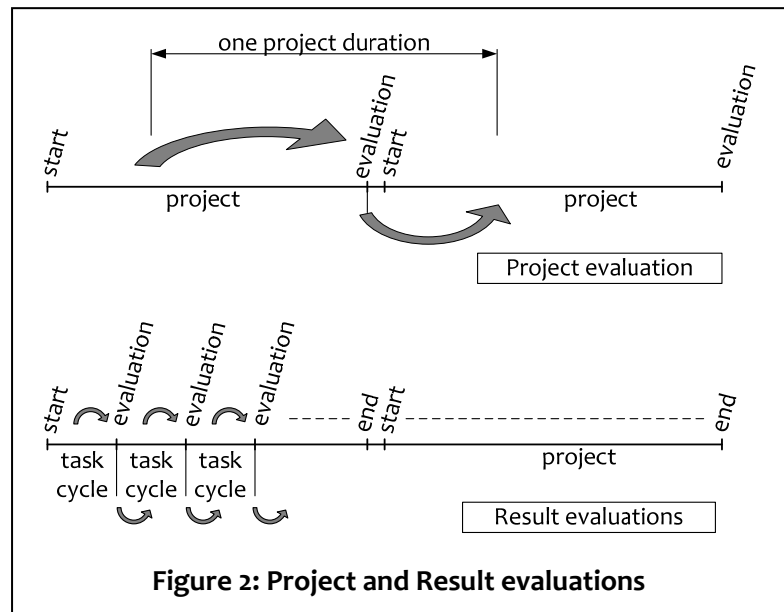 one project duration
start
evaluation
start
evaluation
project
project
Project evaluation
start
evaluation
evaluation
evaluation
end
start
end
task
cycle
task
cycle
task
cycle
project
Result evaluations
Figure 2: Project and Result evaluations